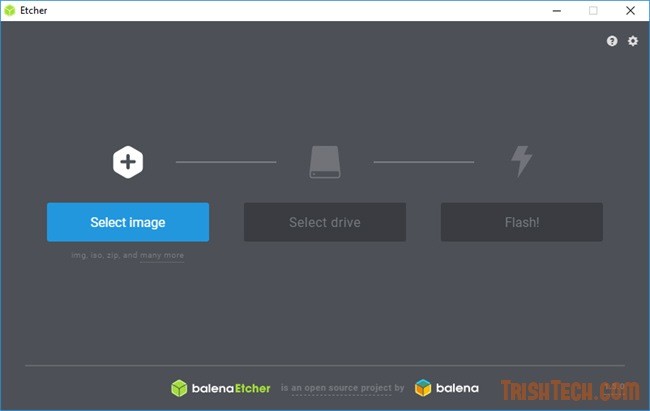 Etcher
Select image
Select drive
Flash!
img, iso, zip, and many more
balenaEtcher is an open source project by balena
TrishTech.com